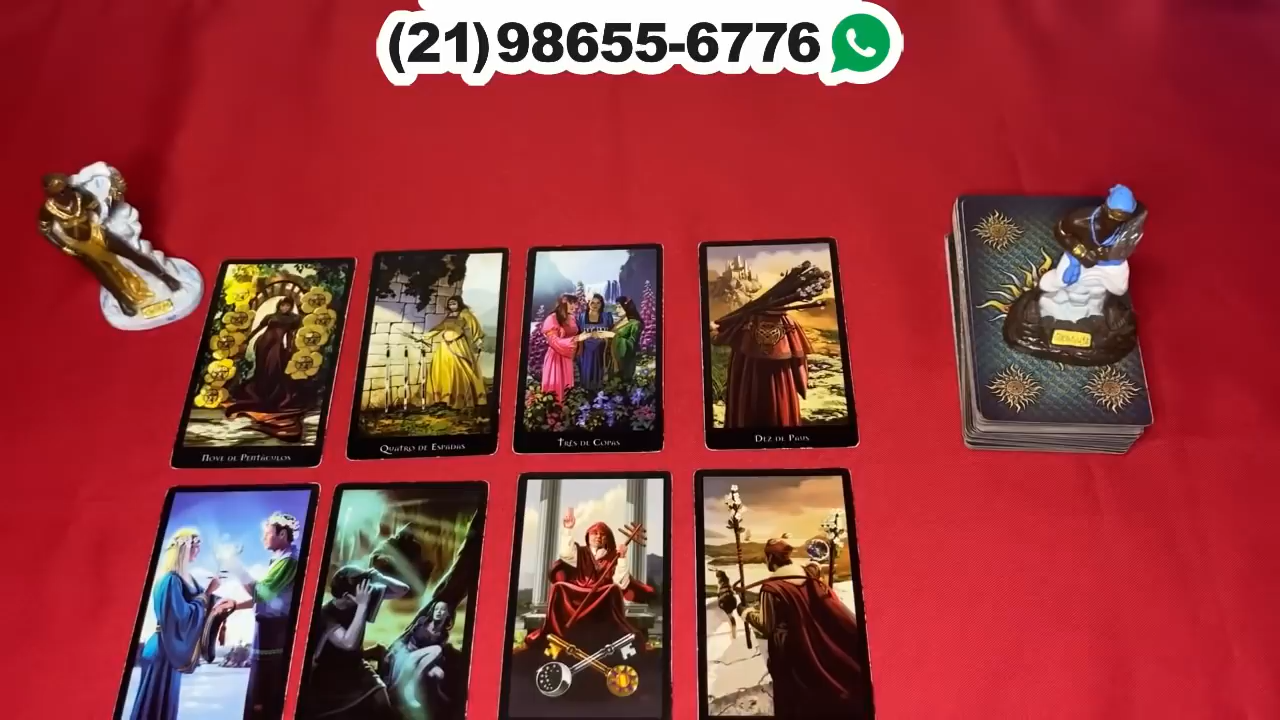 (21)98655-6776
Nove de Pentáculos
Quatro de Espadas
Três de Copas
Dez de Paus